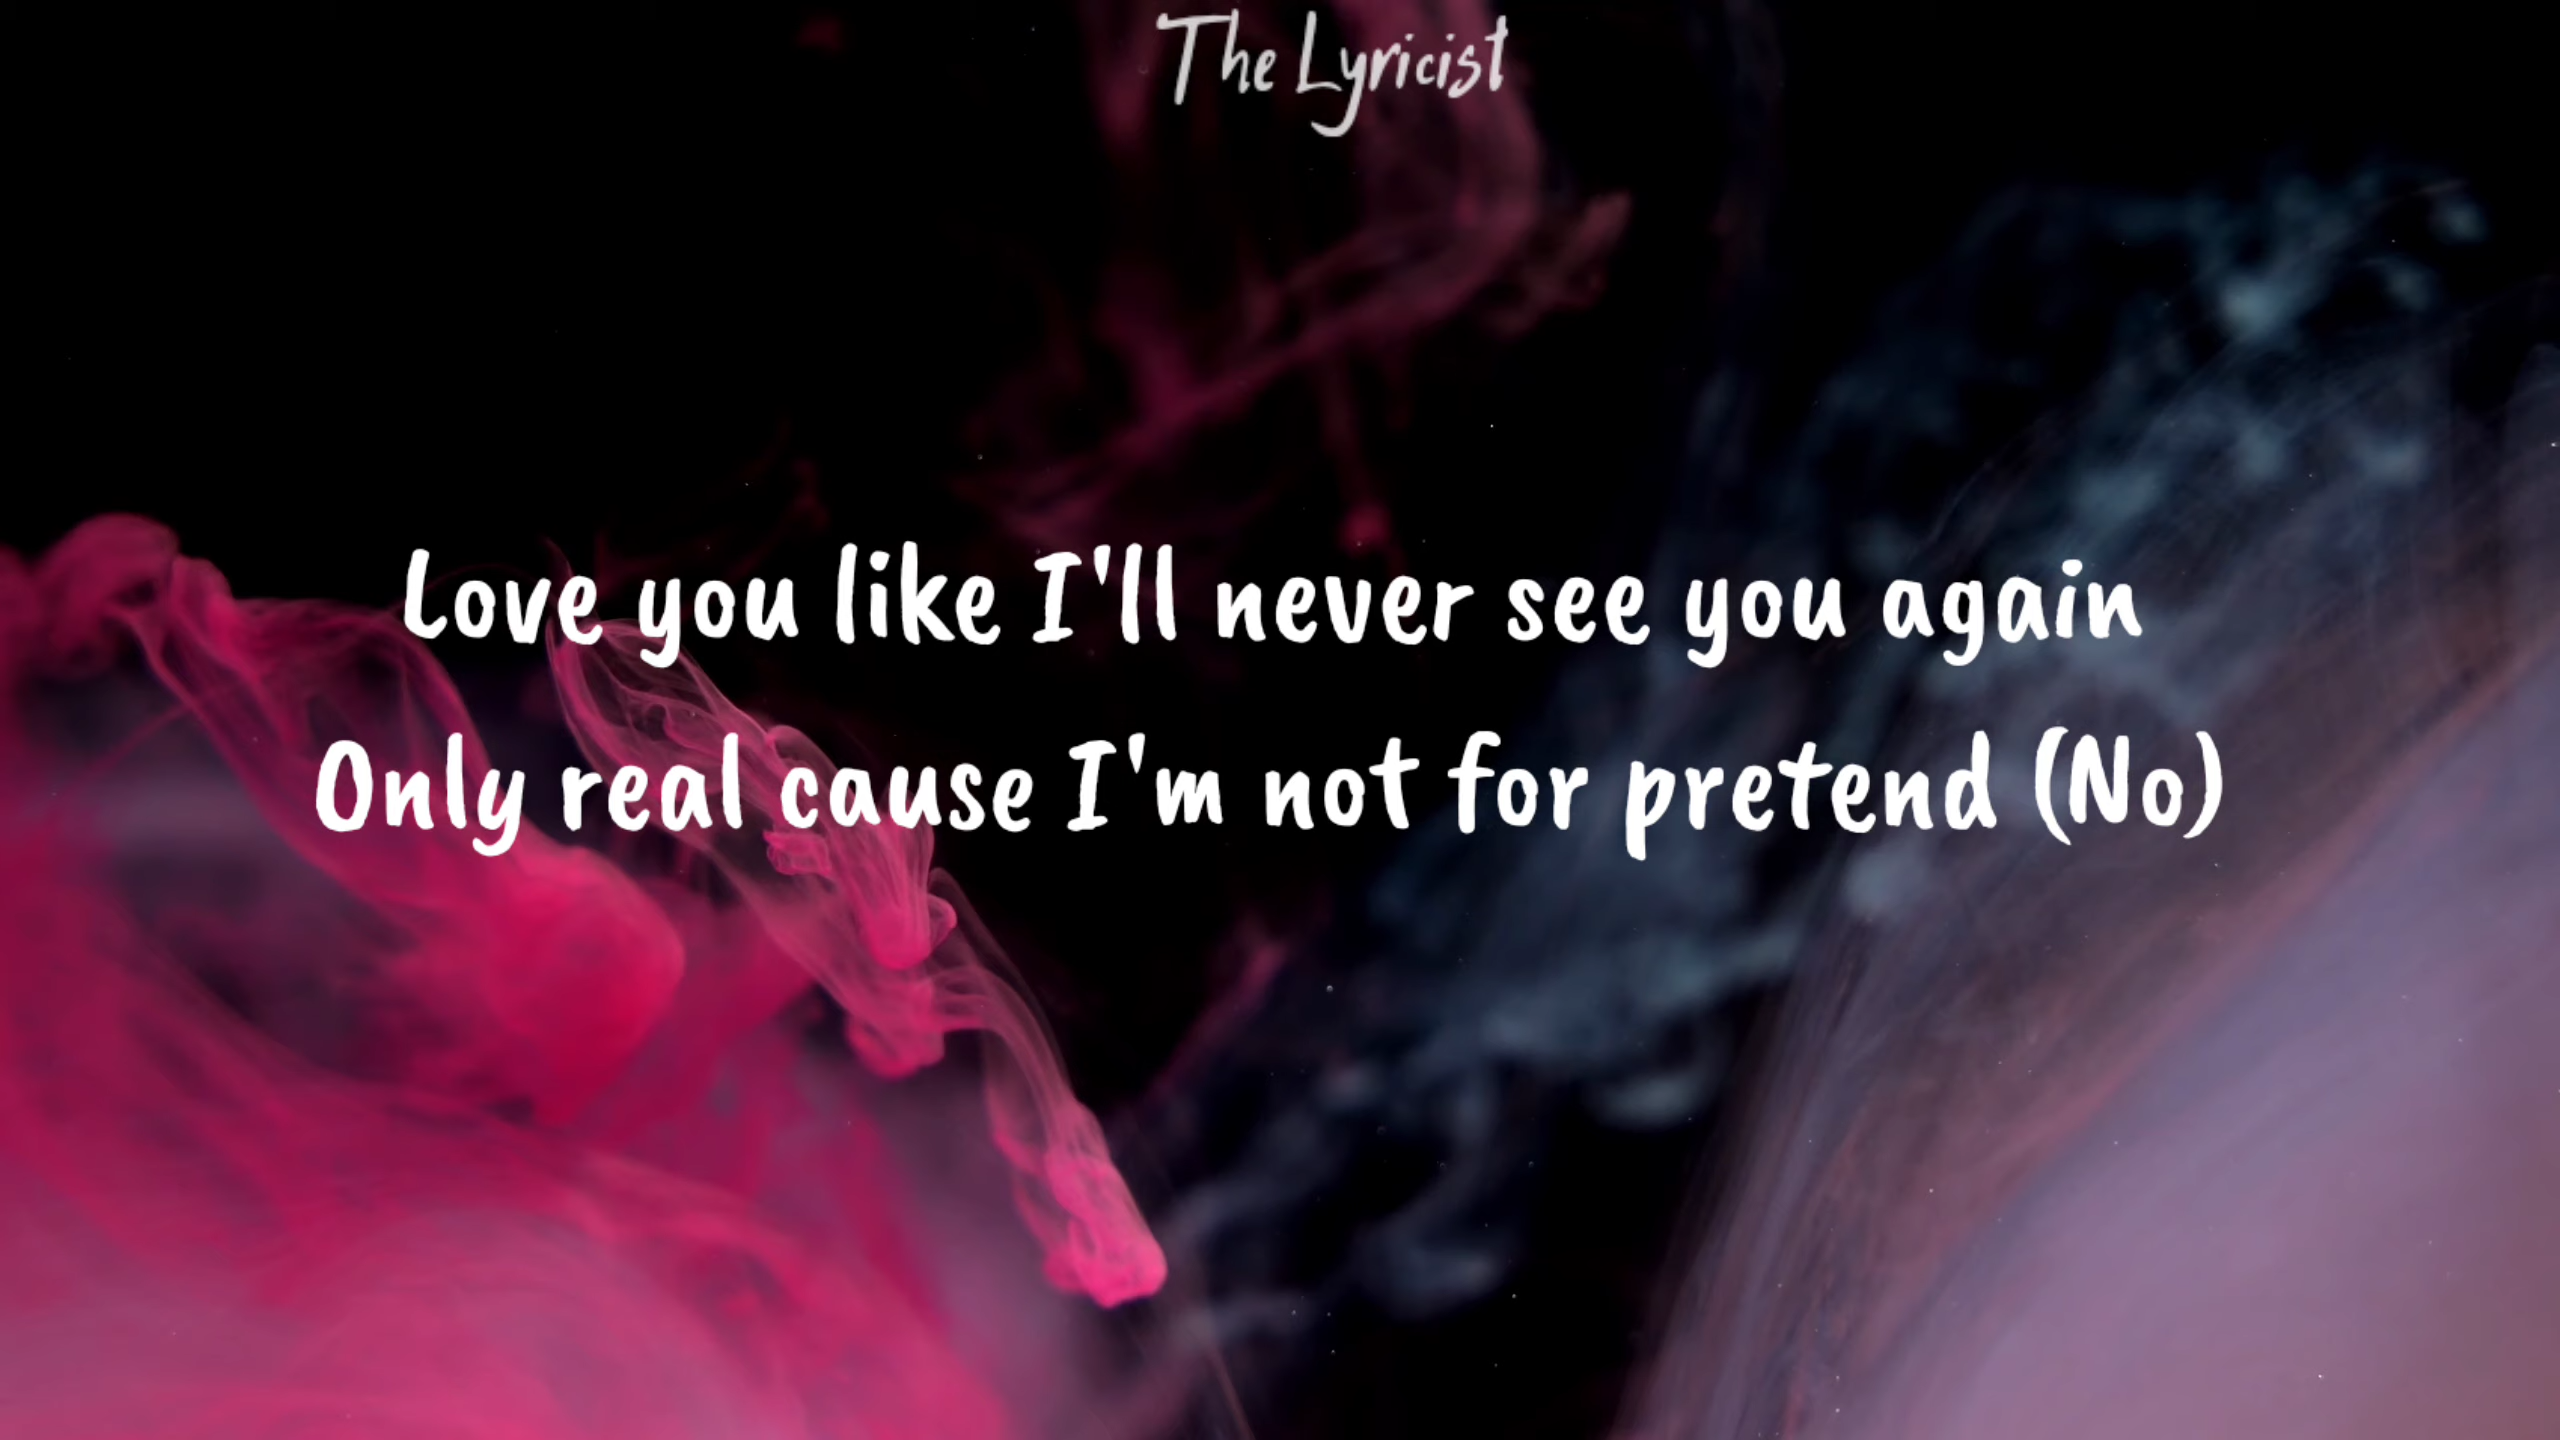 The Lyricist
Love you like I'll never see you again
Only real cause I'm not for pretend (No)